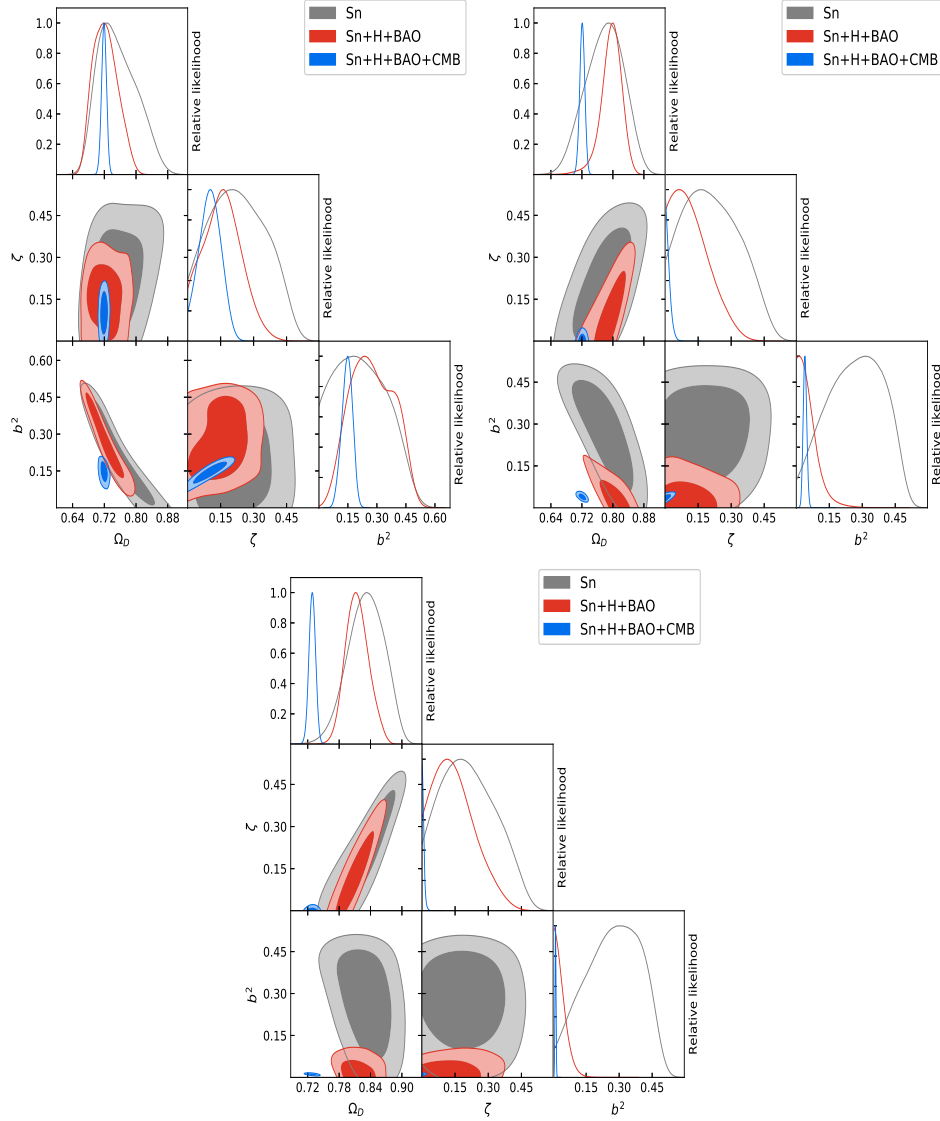 Sn
Sn+H+BAO
Sn+H+BAO+CMB
1.0
0.8
0.6
0.4
0.2
Relative likelihood
0.45
0.30
0.15
ζ
Relative likelihood
0.60
0.45
0.30
0.15
b²
Relative likelihood
0.64 0.72 0.80 0.88
0.15 0.30 0.45
0.15 0.30 0.45 0.60
Ω_D
ζ
b²
Sn
Sn+H+BAO
Sn+H+BAO+CMB
1.0
0.8
0.6
0.4
0.2
Relative likelihood
0.45
0.30
0.15
ζ
Relative likelihood
0.45
0.30
0.15
b²
Relative likelihood
0.64 0.72 0.80 0.88
0.15 0.30 0.45
0.15 0.30 0.45
Ω_D
ζ
b²
Sn
Sn+H+BAO
Sn+H+BAO+CMB
1.0
0.8
0.6
0.4
0.2
Relative likelihood
0.45
0.30
0.15
ζ
Relative likelihood
0.45
0.30
0.15
b²
Relative likelihood
0.72 0.78 0.84 0.90
0.15 0.30 0.45
0.15 0.30 0.45
Ω_D
ζ
b²